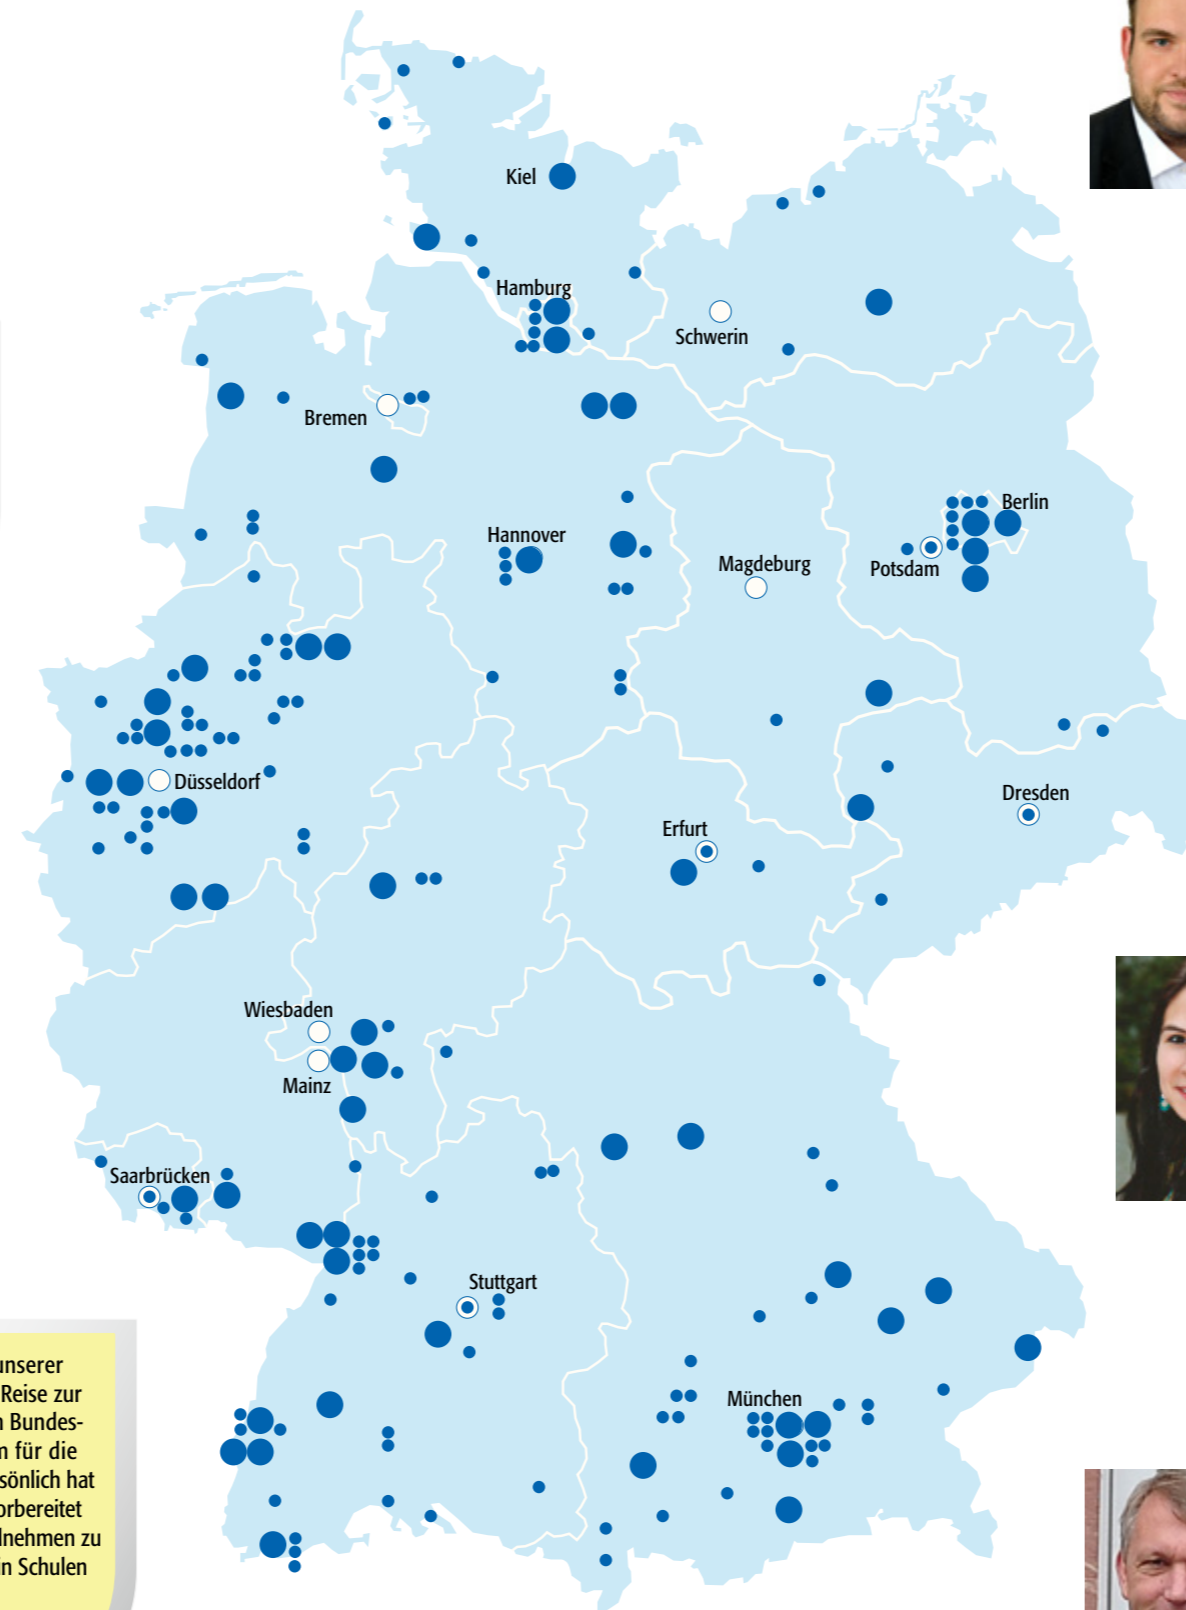 Kiel
Hamburg
Schwerin
Bremen
Berlin
Hannover
Potsdam
Magdeburg
Düsseldorf
Dresden
Erfurt
Wiesbaden
Mainz
Saarbrücken
Stuttgart
München
unserer
Reise zur
n Bundes-
n für die
sönlich hat
orbereitet
lnehmen zu
in Schulen